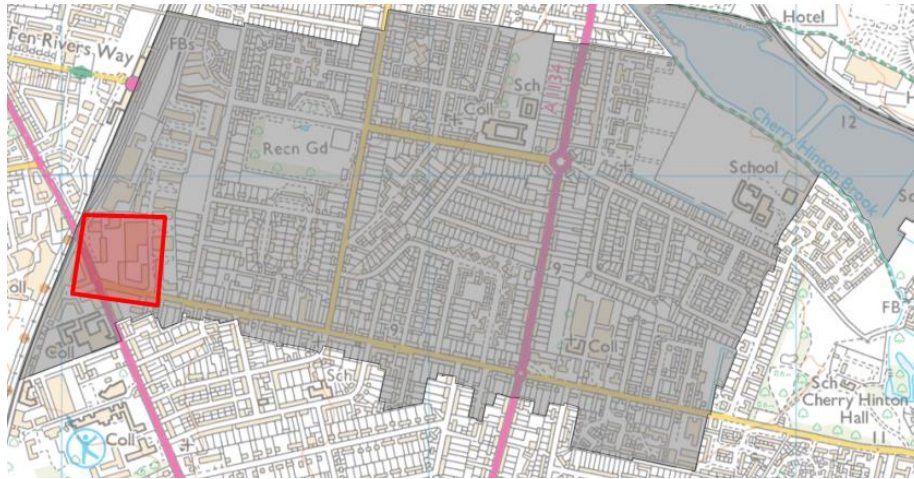 Hotel
Fen Rivers Way
FBs
A 1134
Sch
Coll
Recn Gd
Cherry Hinton Brook
12
School
9
9
Coll
Coll
FB
Sch
Sch
Cherry Hinton
Hall
Coll
11